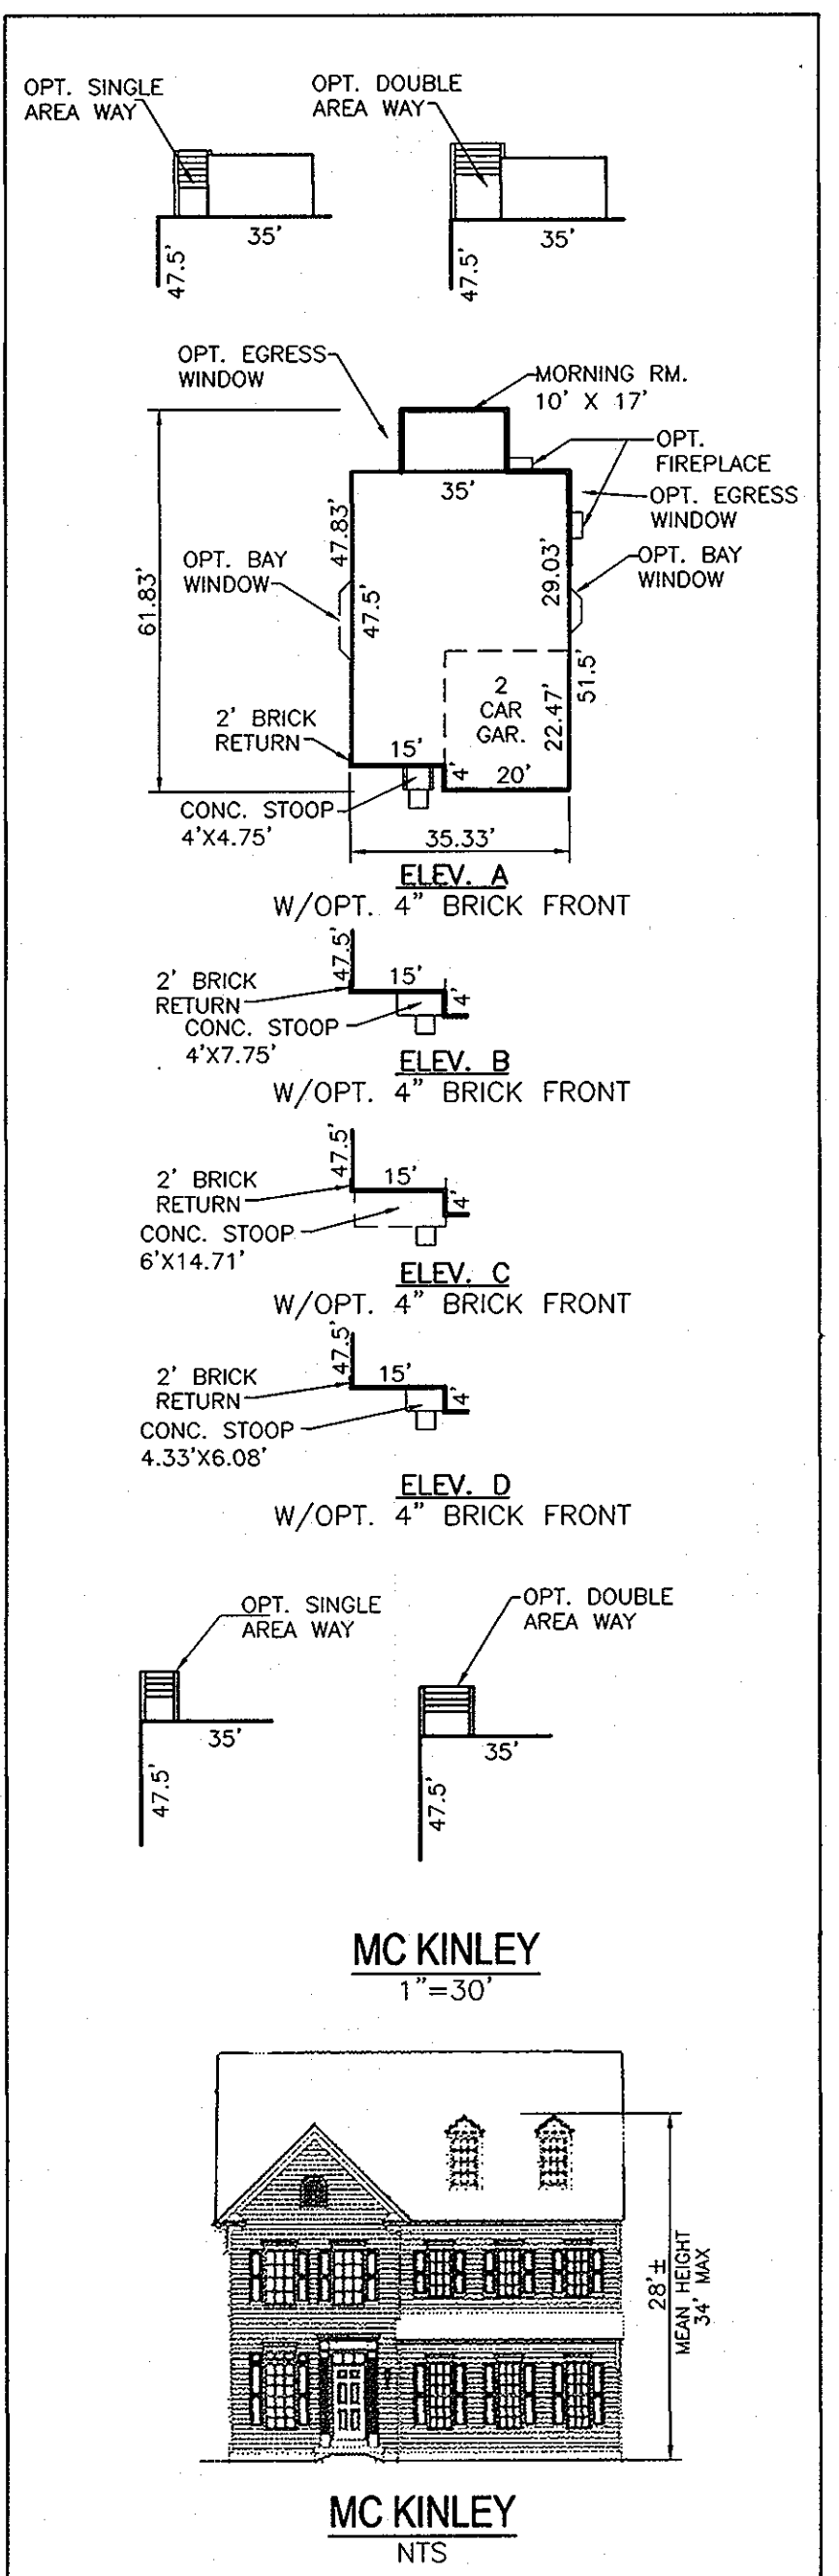 OPT. SINGLE
AREA WAY
OPT. DOUBLE
AREA WAY
35'
47.5'
35'
47.5'
OPT. EGRESS
WINDOW
MORNING RM.
10' X 17'
OPT.
FIREPLACE
35'
OPT. EGRESS
WINDOW
47.83'
29.03'
OPT. BAY
WINDOW
OPT. BAY
WINDOW
61.83'
47.5'
2
CAR
GAR.
22.47'
51.5'
2' BRICK
RETURN
15'
4'
20'
CONC. STOOP
4'X4.75'
35.33'
ELEV. A
W/OPT. 4" BRICK FRONT
47.5'
2' BRICK
RETURN
15'
4'
CONC. STOOP
4'X7.75'
ELEV. B
W/OPT. 4" BRICK FRONT
47.5'
2' BRICK
RETURN
15'
4'
CONC. STOOP
6'X14.71'
ELEV. C
W/OPT. 4" BRICK FRONT
47.5'
2' BRICK
RETURN
15'
4'
CONC. STOOP
4.33'X6.08'
ELEV. D
W/OPT. 4" BRICK FRONT
OPT. SINGLE
AREA WAY
OPT. DOUBLE
AREA WAY
35'
47.5'
35'
47.5'
MC KINLEY
1"=30'
28'±
MEAN HEIGHT
34' MAX
MC KINLEY
NTS